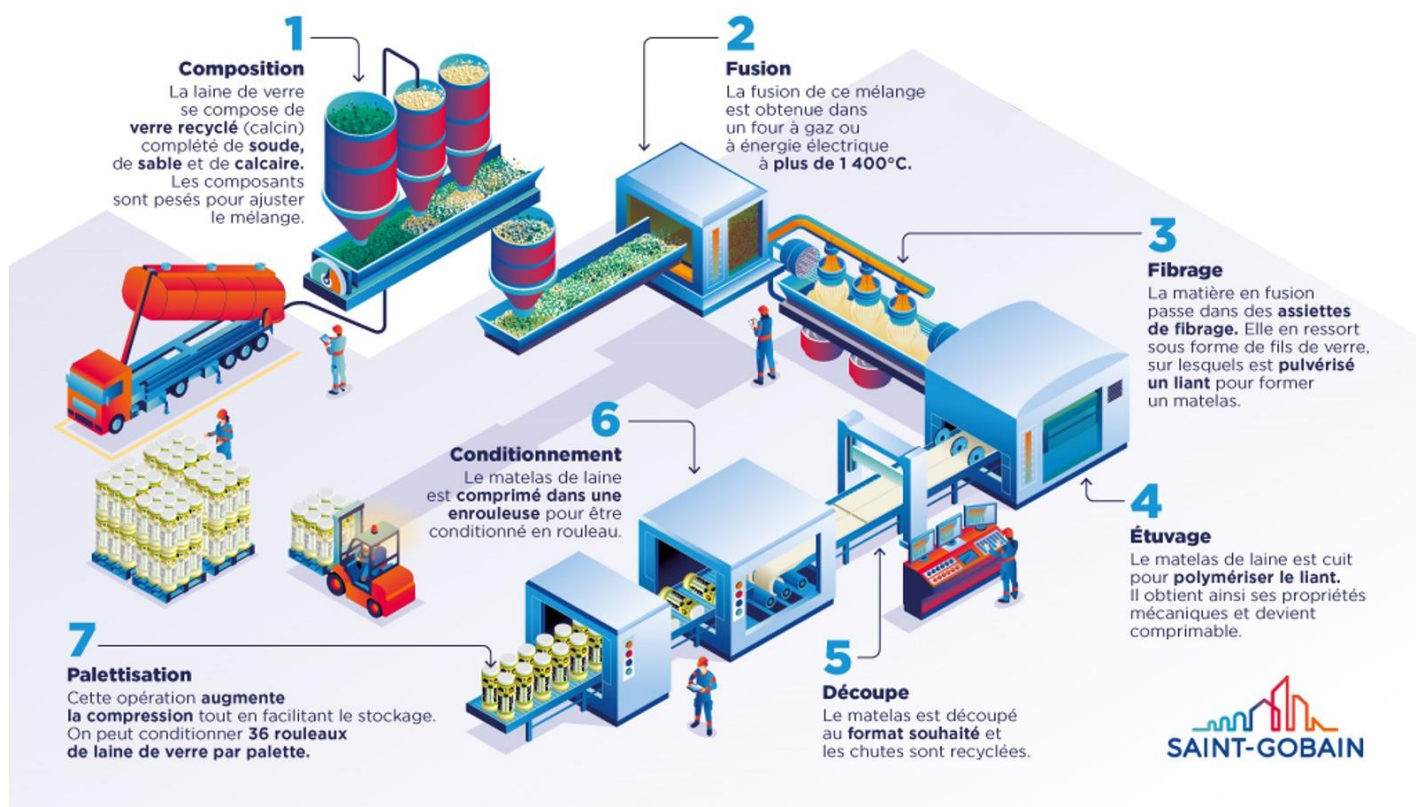 1
Composition
La laine de verre
se compose de
verre recyclé (calcin)
complété de soude,
de sable et de calcaire.
Les composants
sont pesés pour ajuster
le mélange.
2
Fusion
La fusion de ce mélange
est obtenue dans
un four à gaz ou
à énergie électrique
à plus de 1 400°C.
3
Fibrage
La matière en fusion
passe dans des assiettes
de fibrage. Elle en ressort
sous forme de fils de verre,
sur lesquels est pulvérisé
un liant pour former
un matelas.
4
Étuvage
Le matelas de laine est cuit
pour polymériser le liant.
Il obtient ainsi ses propriétés
mécaniques et devient
comprimable.
5
Découpe
Le matelas est découpé
au format souhaité et
les chutes sont recyclées.
6
Conditionnement
Le matelas de laine
est comprimé dans une
enrouleuse pour être
conditionné en rouleau.
7
Palettisation
Cette opération augmente
la compression tout en facilitant le stockage.
On peut conditionner 36 rouleaux
de laine de verre par palette.
SAINT-GOBAIN